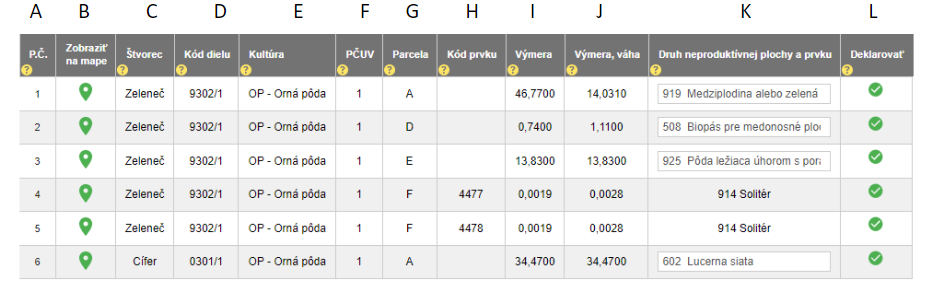 A B C D E F G H I J K L
P.Č. Zobraziť na mape Štvorec Kód dielu Kultúra PČUV Parcela Kód prvku Výmera Výmera, váha Druh neproduktívnej plochy a prvku Deklarovať
? ? ? ? ? ? ? ? ? ? ?
1 Zeleneč 9302/1 OP - Orná pôda 1 A 46,7700 14,0310 919 Medziplodina alebo zelená
2 Zeleneč 9302/1 OP - Orná pôda 1 D 0,7400 1,1100 508 Biopás pre medonosné ploc
3 Zeleneč 9302/1 OP - Orná pôda 1 E 13,8300 13,8300 925 Pôda ležiaca úhorom s pora
4 Zeleneč 9302/1 OP - Orná pôda 1 F 4477 0,0019 0,0028 914 Solitér
5 Zeleneč 9302/1 OP - Orná pôda 1 F 4478 0,0019 0,0028 914 Solitér
6 Cífer 0301/1 OP - Orná pôda 1 A 34,4700 34,4700 602 Lucerna siata